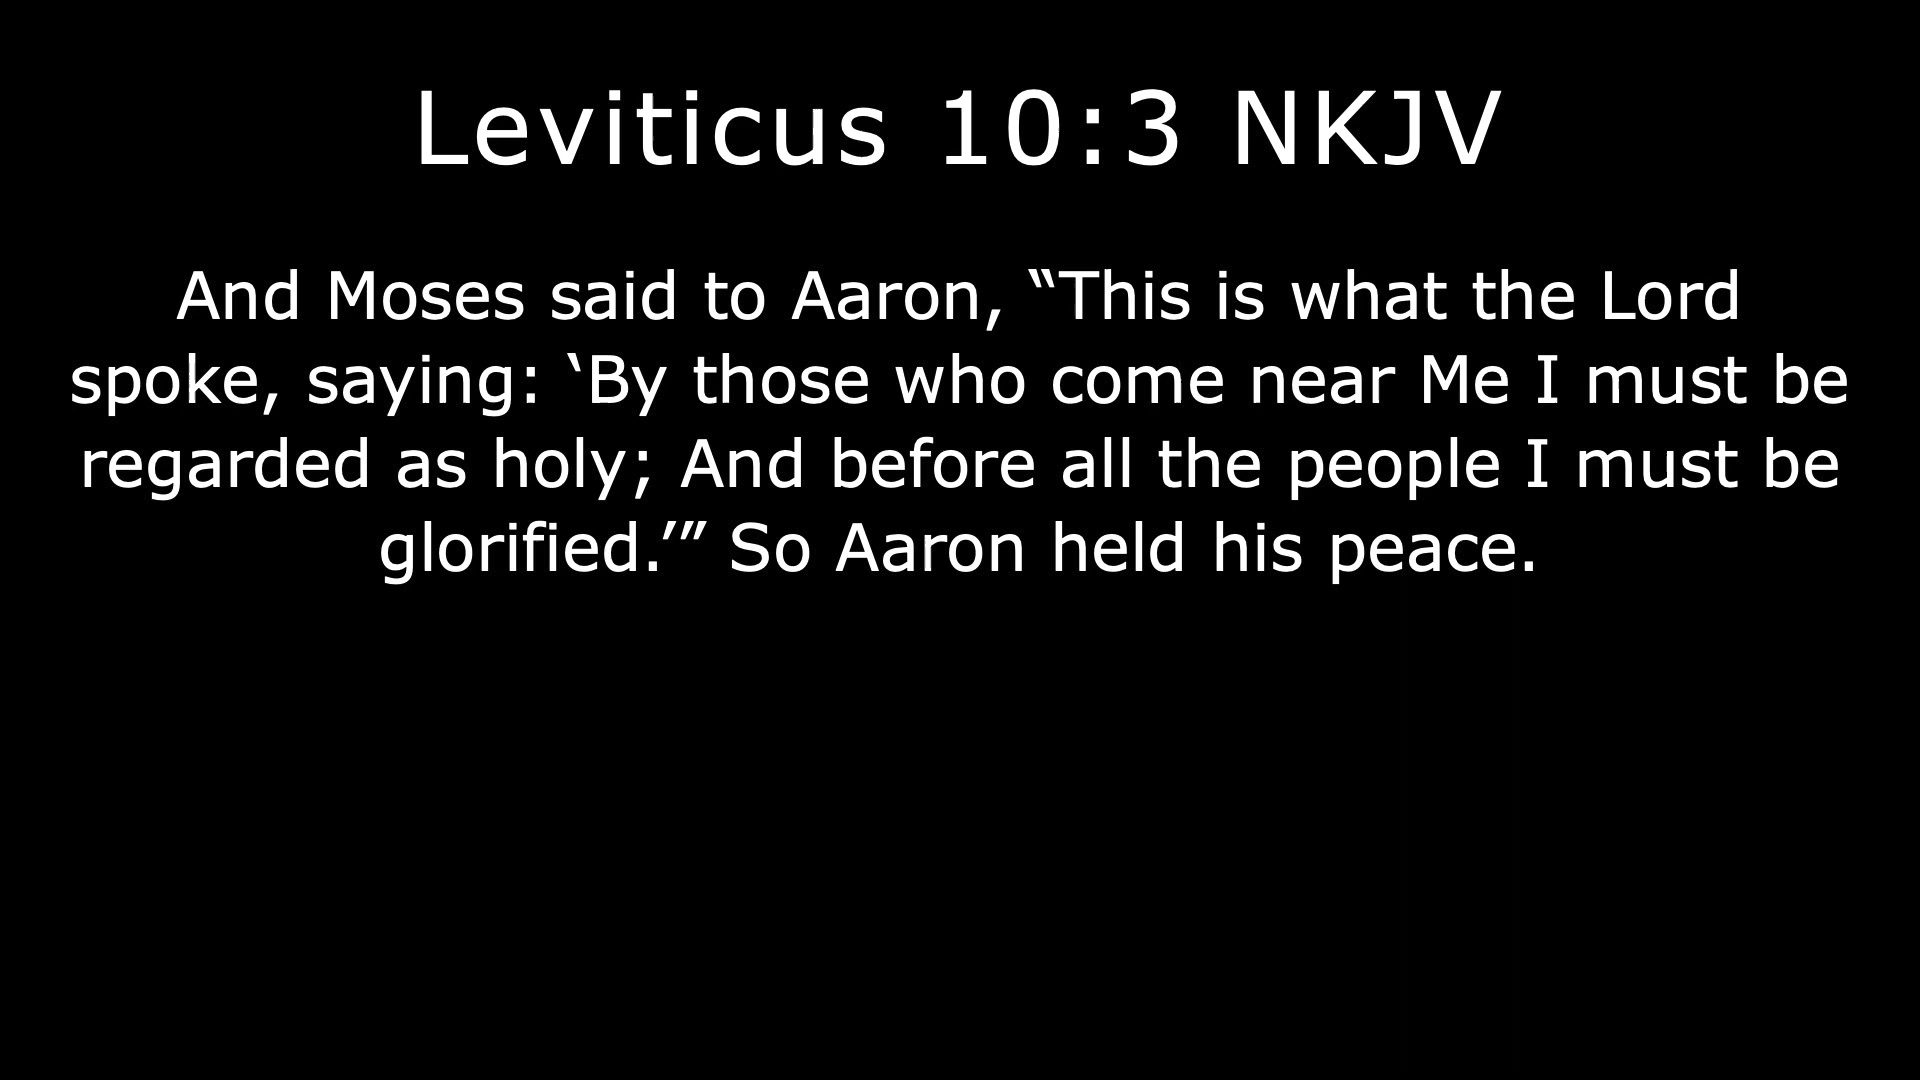 Leviticus 10:3 NKJV
And Moses said to Aaron, “This is what the Lord
spoke, saying: ‘By those who come near Me I must be
regarded as holy; And before all the people I must be
glorified.’” So Aaron held his peace.